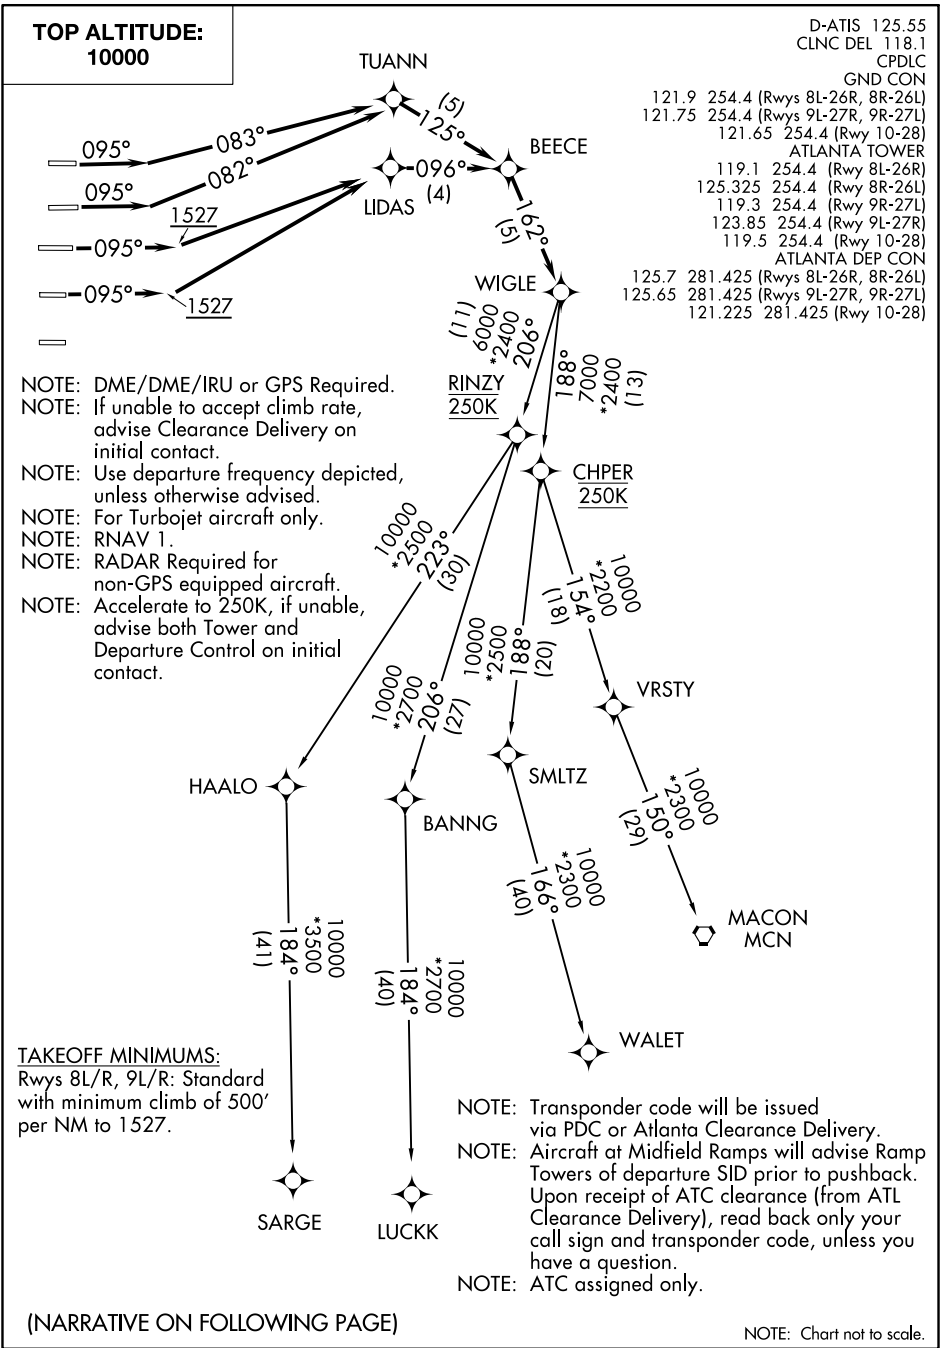 TOP ALTITUDE:
10000
D-ATIS 125.55
CLNC DEL 118.1
CPDLC
GND CON
121.9 254.4 (Rwys 8L-26R, 8R-26L)
121.75 254.4 (Rwys 9L-27R, 9R-27L)
121.65 254.4 (Rwy 10-28)
ATLANTA TOWER
119.1 254.4 (Rwy 8L-26R)
125.325 254.4 (Rwy 8R-26L)
119.3 254.4 (Rwy 9R-27L)
123.85 254.4 (Rwy 9L-27R)
119.5 254.4 (Rwy 10-28)
ATLANTA DEP CON
125.7 281.425 (Rwys 8L-26R, 8R-26L)
125.65 281.425 (Rwys 9L-27R, 9R-27L)
121.225 281.425 (Rwy 10-28)
TUANN
(5)
125°
BEECE
095°
083°
095°
082°
LIDAS
096°
(4)
1527
095°
095°
1527
162°
(5)
WIGLE
(11)
6000
*2400
206°
188°
7000
*2400
(13)
RINZY
250K
CHPER
250K
NOTE: DME/DME/IRU or GPS Required.
NOTE: If unable to accept climb rate,
advise Clearance Delivery on
initial contact.
NOTE: Use departure frequency depicted,
unless otherwise advised.
NOTE: For Turbojet aircraft only.
NOTE: RNAV 1.
NOTE: RADAR Required for
non-GPS equipped aircraft.
NOTE: Accelerate to 250K, if unable,
advise both Tower and
Departure Control on initial
contact.
10000
*2500
223°
(30)
10000
*2700
206°
(27)
10000
*2500
188°
(20)
10000
*2200
154°
(18)
VRSTY
HAALO
BANNG
SMLTZ
10000
*2300
150°
(29)
10000
*2300
166°
(40)
MACON
MCN
10000
*3500
184°
(41)
10000
*2700
184°
(40)
WALET
TAKEOFF MINIMUMS:
Rwys 8L/R, 9L/R: Standard
with minimum climb of 500'
per NM to 1527.
SARGE
LUCKK
NOTE: Transponder code will be issued
via PDC or Atlanta Clearance Delivery.
NOTE: Aircraft at Midfield Ramps will advise Ramp
Towers of departure SID prior to pushback.
Upon receipt of ATC clearance (from ATL
Clearance Delivery), read back only your
call sign and transponder code, unless you
have a question.
NOTE: ATC assigned only.
(NARRATIVE ON FOLLOWING PAGE)
NOTE: Chart not to scale.